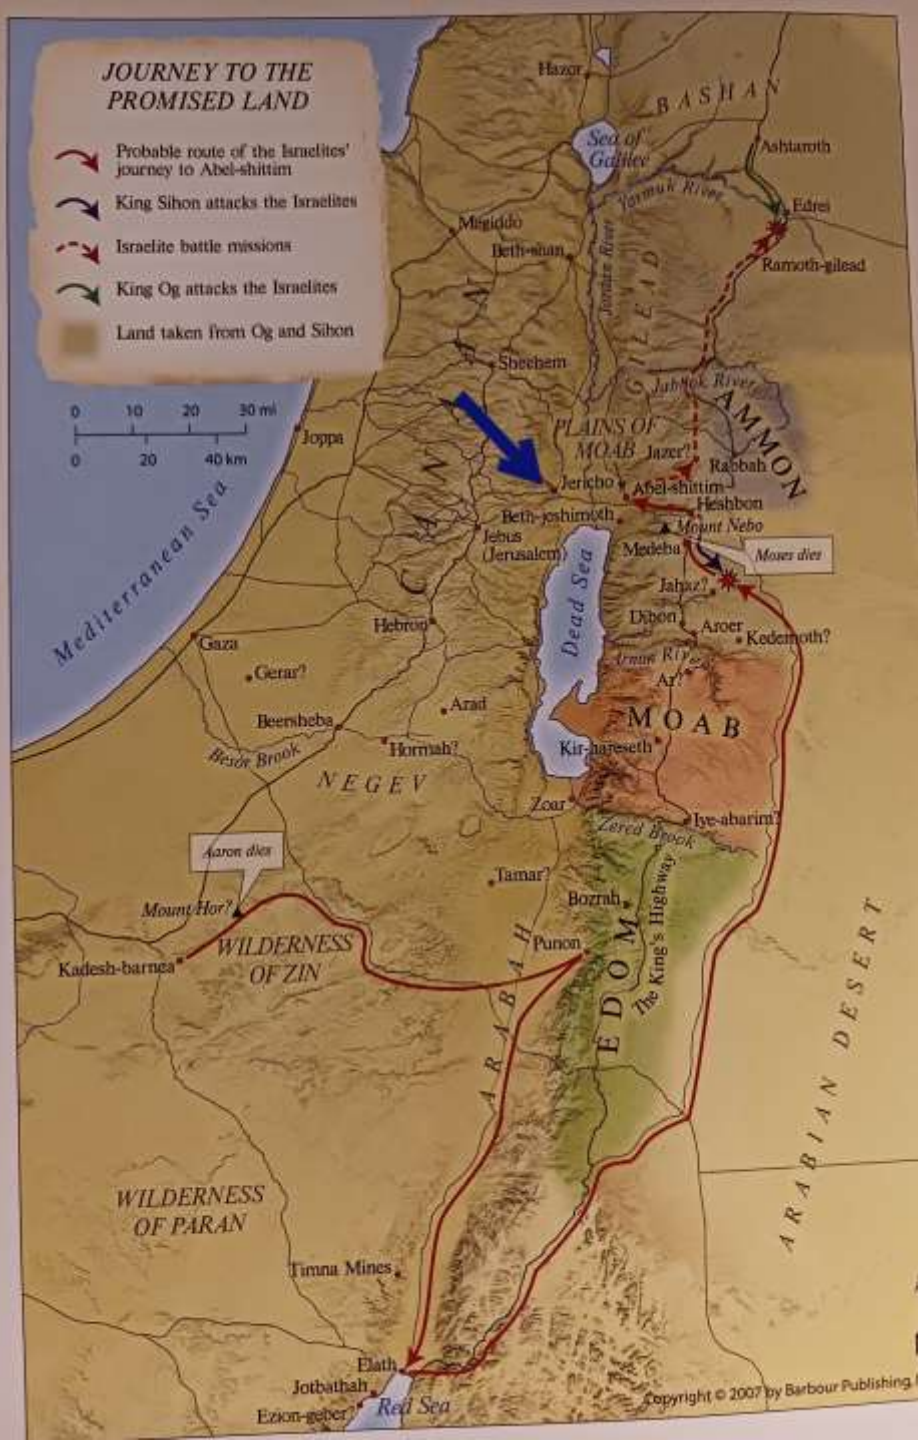 JOURNEY TO THE
PROMISED LAND
Probable route of the Israelites'
journey to Abel-shittim
King Sihon attacks the Israelites
Israelite battle missions
King Og attacks the Israelites
Land taken from Og and Sihon
0 10 20 30 mi
0 20 40 km
Hazor
BASHAN
Sea of
Galilee
Ashtaroth
Yarmuk River
Edrei
Megiddo
Beth-shan
Jordan River
Ramoth-gilead
GILEAD
CANAAN
Shechem
Jabbok River
AMMON
Joppa
PLAINS OF
MOAB
Jazer?
Rabbah
Jericho
Abel-shittim
Heshbon
Beth-jeshimoth
Mount Nebo
Jebus
(Jerusalem)
Medeba
Moses dies
Mediterranean Sea
Dead Sea
Jahaz?
Dibon
Aroer
Kedemoth?
Hebron
Gaza
Arnon River
Ar?
Gerar?
Arad
MOAB
Beersheba
Hormah?
Kir-hareseth
Besor Brook
NEGEV
Zoar
Iye-abarim?
Zered Brook
Aaron dies
Tamar?
Bozrah
Mount Hor?
The King's Highway
WILDERNESS
OF ZIN
Punon
Kadesh-barnea
EDOM
ARABAH
ARABIAN DESERT
WILDERNESS
OF PARAN
Timna Mines
Elath
Jotbathah
Ezion-geber?
Red Sea
Copyright © 2007 by Barbour Publishing,